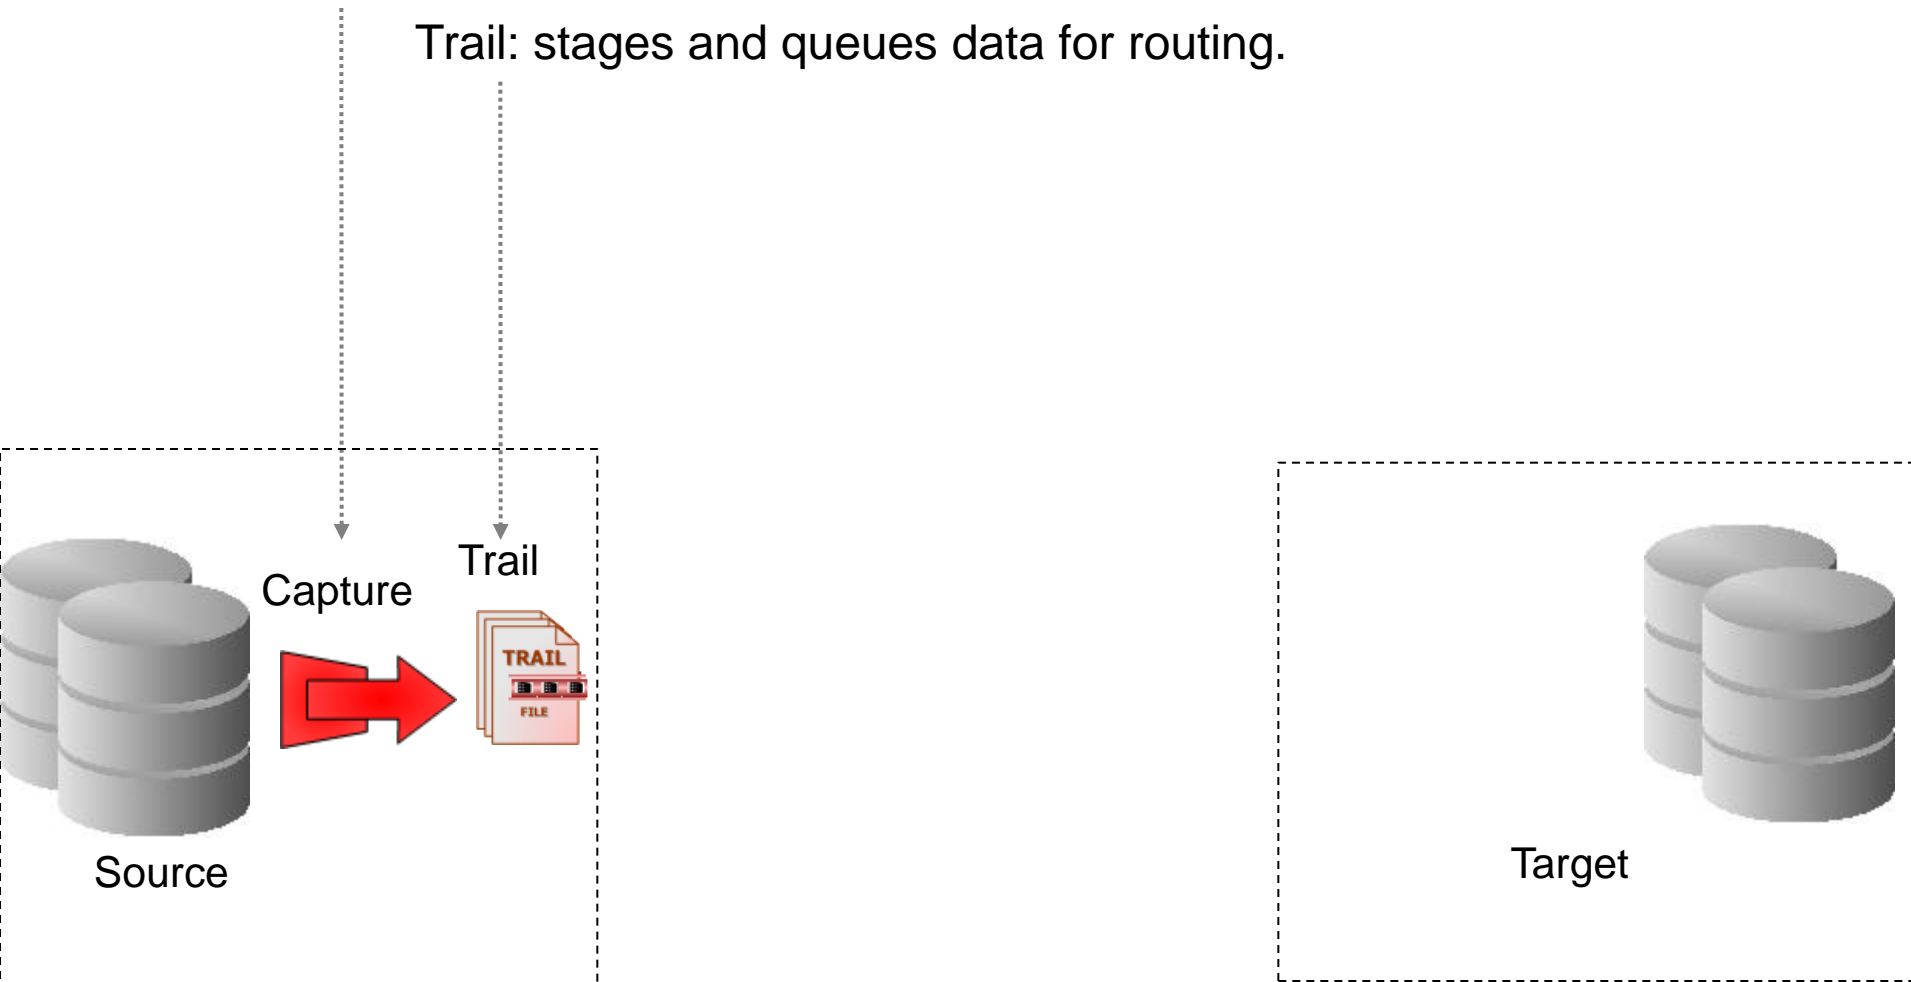 Trail: stages and queues data for routing.
Trail
Capture
TRAIL
FILE
Source
Target